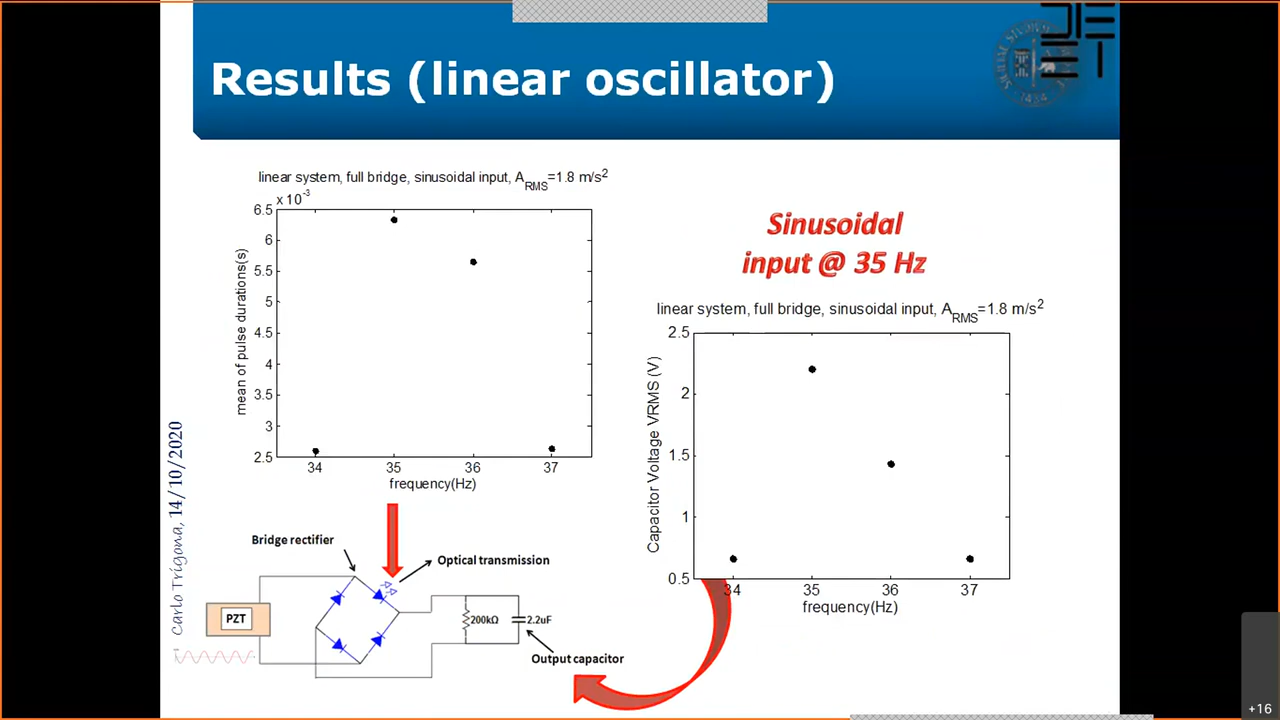 Results (linear oscillator)
linear system, full bridge, sinusoidal input, A_RMS=1.8 m/s²
x 10⁻³
6.5
6
5.5
5
4.5
4
3.5
3
2.5
mean of pulse durations(s)
34 35 36 37
frequency(Hz)
Sinusoidal
input @ 35 Hz
linear system, full bridge, sinusoidal input, A_RMS=1.8 m/s²
2.5
2
1.5
1
0.5
Capacitor Voltage VRMS (V)
34 35 36 37
frequency(Hz)
Carlo Trigona, 14/10/2020
Bridge rectifier
Optical transmission
PZT
200kΩ
2.2uF
Output capacitor
+16